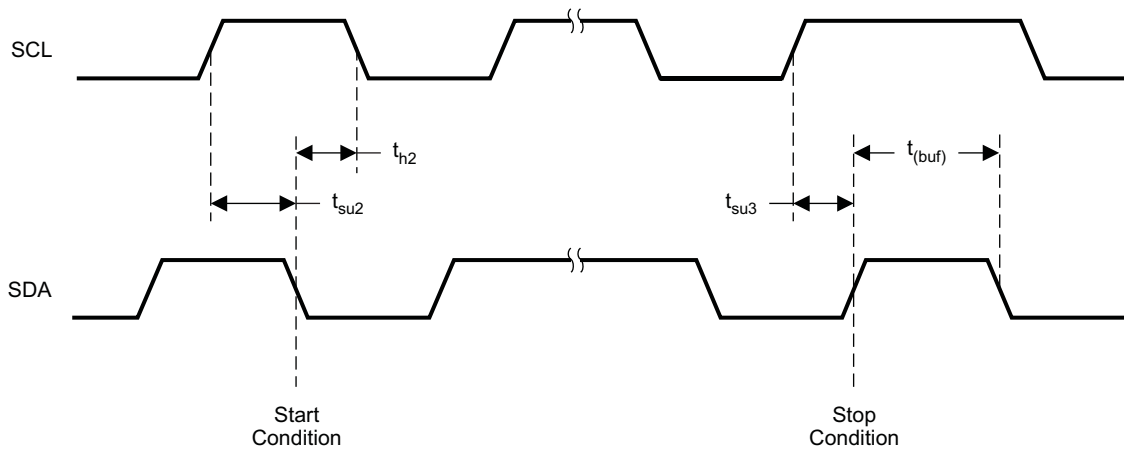 SCL
t_h2
t_(buf)
t_su2
t_su3
SDA
Start
Condition
Stop
Condition